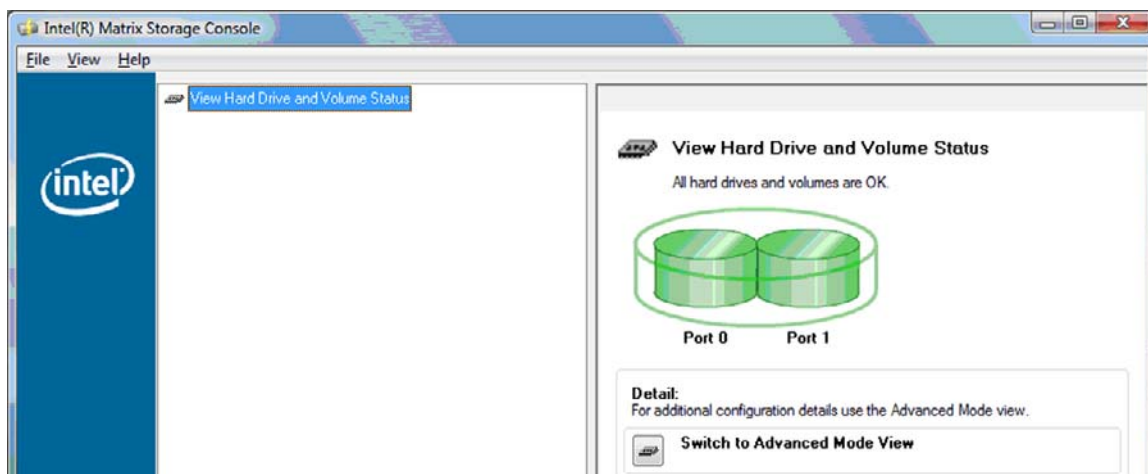 Intel(R) Matrix Storage Console
File View Help
View Hard Drive and Volume Status
intel
View Hard Drive and Volume Status
All hard drives and volumes are OK.
Port 0 Port 1
Detail:
For additional configuration details use the Advanced Mode view.
Switch to Advanced Mode View